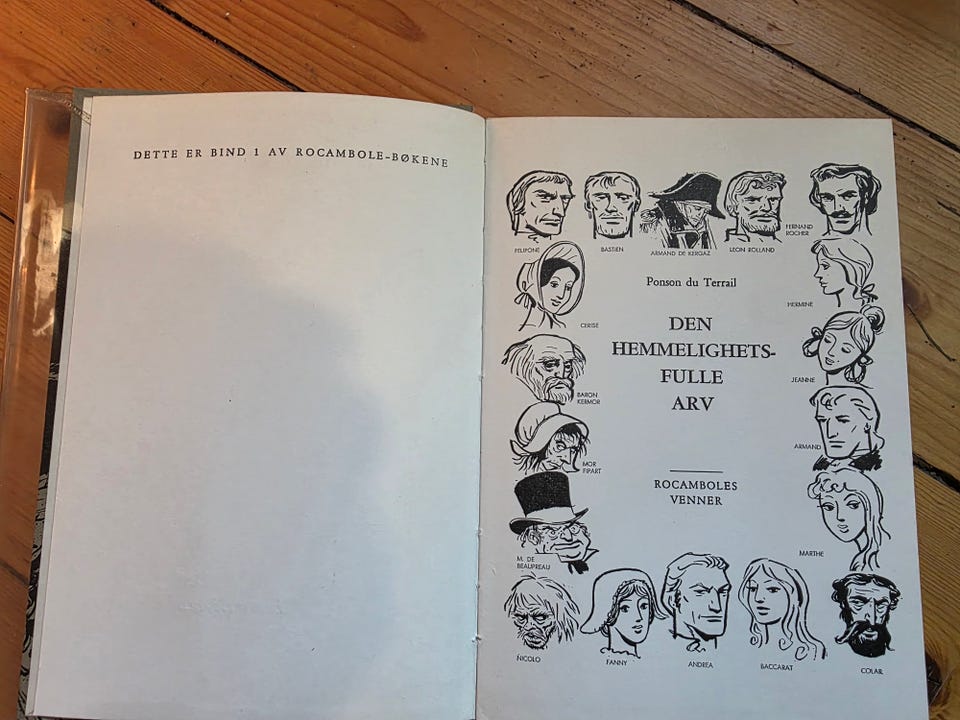 DETTE ER BIND 1 AV ROCAMBOLE-BØKENE
FELIPONE
BASTIEN
ARMAND DE KERGAZ
LEON ROLLAND
FERNAND
ROCHER
CERISE
HERMINE
Ponson du Terrail
DEN
HEMMELIGHETS-
FULLE
ARV
JEANNE
BARON
KERMOR
ARMAND
MOR
FIPART
ROCAMBOLES
VENNER
M. DE
BEAUPREAU
MARTHE
NICOLO
FANNY
ANDREA
BACCARAT
COLAR